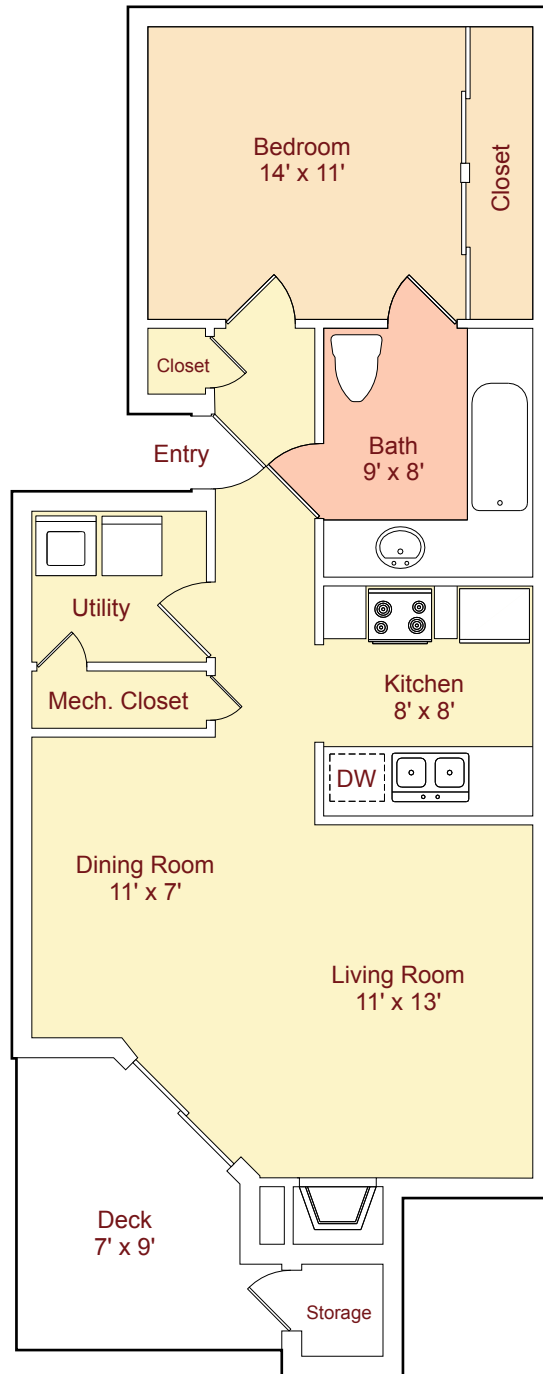 Bedroom
14' x 11'
Closet
Closet
Entry
Bath
9' x 8'
Utility
Mech. Closet
Kitchen
8' x 8'
DW
Dining Room
11' x 7'
Living Room
11' x 13'
Deck
7' x 9'
Storage